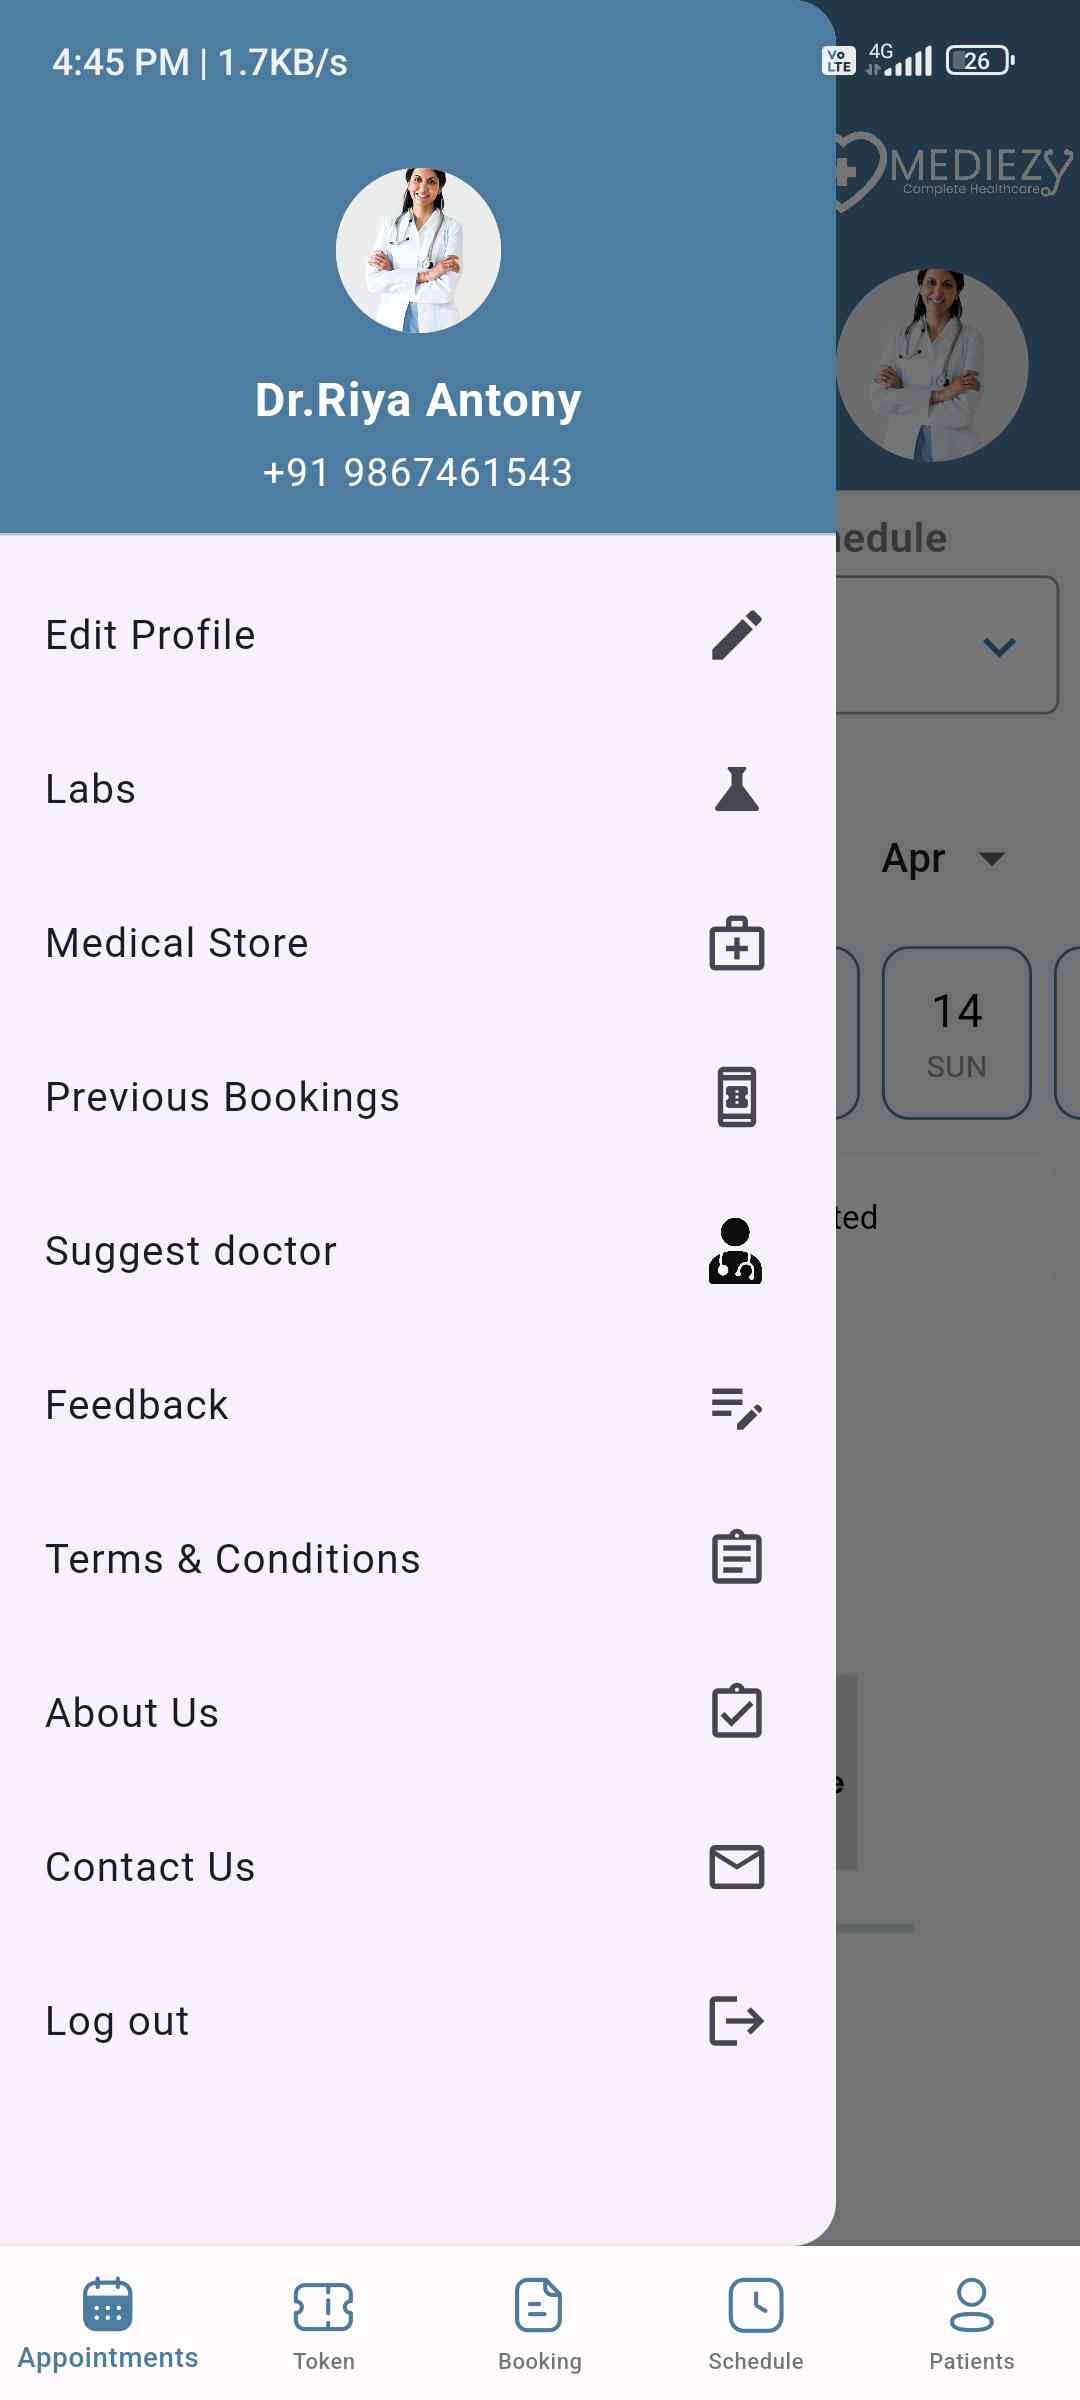 4:45 PM | 1.7KB/s
Vo LTE
4G
26
MEDIEZY
Complete Healthcare
Dr.Riya Antony
+91 9867461543
edule
Edit Profile
Labs
Apr
Medical Store
14
SUN
Previous Bookings
ted
Suggest doctor
Feedback
Terms & Conditions
About Us
e
Contact Us
Log out
Appointments
Token
Booking
Schedule
Patients